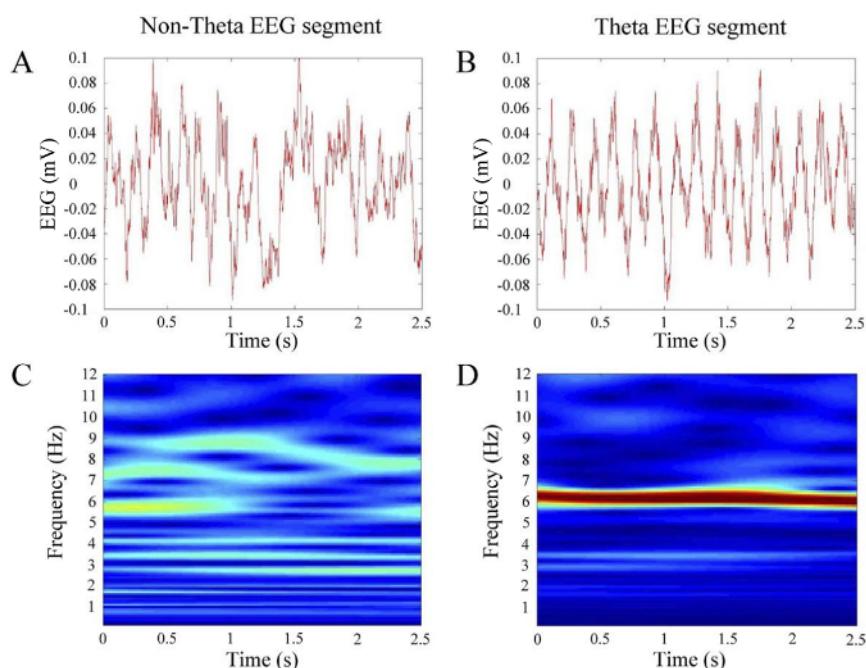 Non-Theta EEG segment
Theta EEG segment
A
B
EEG (mV)
0.1
0.08
0.06
0.04
0.02
0
-0.02
-0.04
-0.06
-0.08
-0.1
0 0.5 1 1.5 2 2.5
Time (s)
EEG (mV)
0.1
0.08
0.06
0.04
0.02
0
-0.02
-0.04
-0.06
-0.08
-0.1
0 0.5 1 1.5 2 2.5
Time (s)
C
D
Frequency (Hz)
12
11
10
9
8
7
6
5
4
3
2
1
0 0.5 1 1.5 2 2.5
Time (s)
Frequency (Hz)
12
11
10
9
8
7
6
5
4
3
2
1
0 0.5 1 1.5 2 2.5
Time (s)